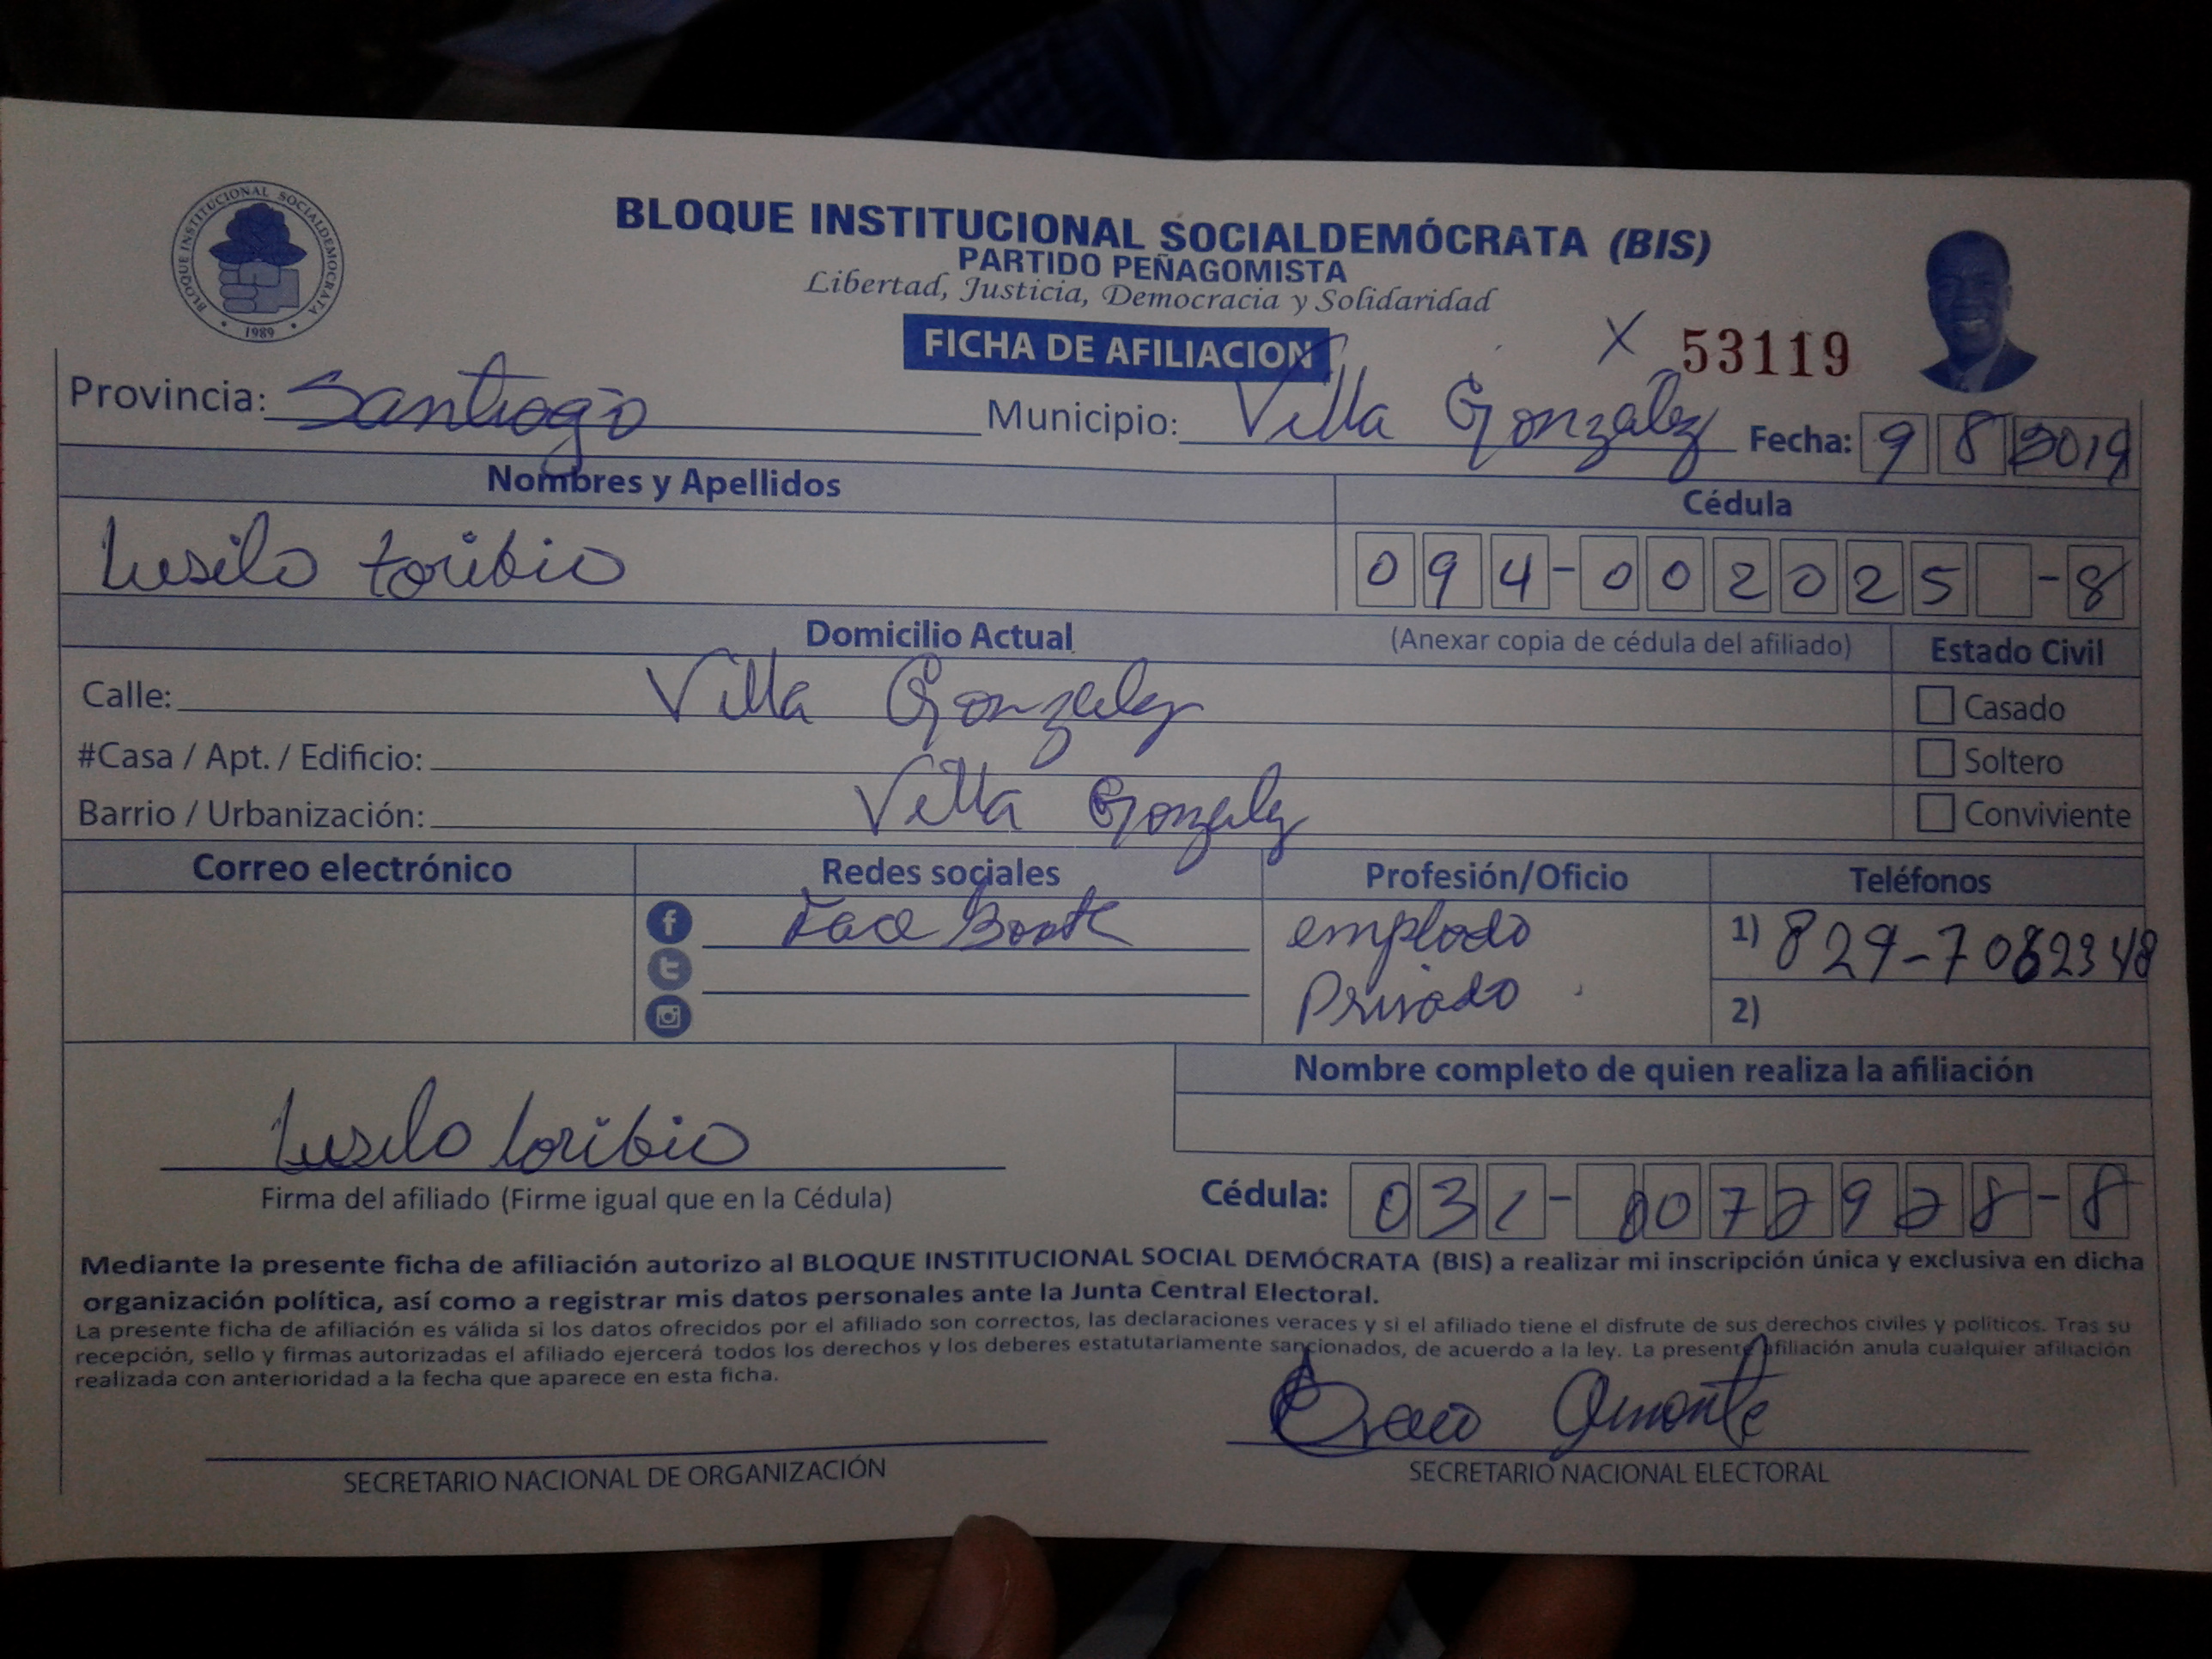 BLOQUE INSTITUCIONAL SOCIALDEMOCRATA
1989
BLOQUE INSTITUCIONAL SOCIALDEMÓCRATA (BIS)
PARTIDO PEÑAGOMISTA
Libertad, Justicia, Democracia y Solidaridad
FICHA DE AFILIACION
X 53119
Provincia: Santiago Municipio: Villa Gonzalez Fecha: 9 8 2019
Nombres y Apellidos Cédula
Lusilo toribio 094-002025 -8
Domicilio Actual (Anexar copia de cédula del afiliado) Estado Civil
Calle: Villa Gonzalez Casado
#Casa / Apt. / Edificio: Soltero
Barrio / Urbanización: Villa Gonzalez Conviviente
Correo electrónico Redes sociales Profesión/Oficio Teléfonos
Face Book emplado 1) 829-7082348
Privado 2)
Nombre completo de quien realiza la afiliación
Lusilo toribio
Firma del afiliado (Firme igual que en la Cédula) Cédula: 031-0072928-8
Mediante la presente ficha de afiliación autorizo al BLOQUE INSTITUCIONAL SOCIAL DEMÓCRATA (BIS) a realizar mi inscripción única y exclusiva en dicha
organización política, así como a registrar mis datos personales ante la Junta Central Electoral.
La presente ficha de afiliación es válida si los datos ofrecidos por el afiliado son correctos, las declaraciones veraces y si el afiliado tiene el disfrute de sus derechos civiles y políticos. Tras su
recepción, sello y firmas autorizadas el afiliado ejercerá todos los derechos y los deberes estatutariamente sancionados, de acuerdo a la ley. La presente afiliación anula cualquier afiliación
realizada con anterioridad a la fecha que aparece en esta ficha.
SECRETARIO NACIONAL DE ORGANIZACIÓN SECRETARIO NACIONAL ELECTORAL